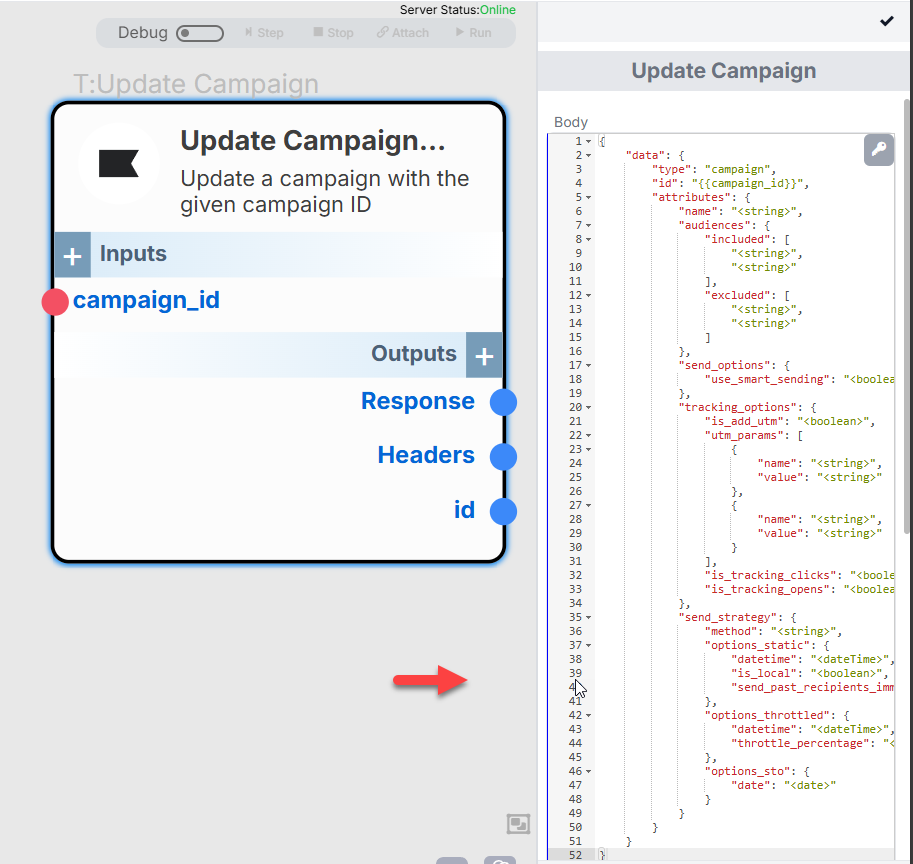 Server Status:Online
Debug Step Stop Attach Run
T:Update Campaign
Update Campaign...
Update a campaign with the
given campaign ID
+ Inputs
campaign_id
Outputs +
Response
Headers
id
Update Campaign
Body
1 {
2 "data": {
3 "type": "campaign",
4 "id": "{{campaign_id}}",
5 "attributes": {
6 "name": "<string>",
7 "audiences": {
8 "included": [
9 "<string>",
10 "<string>"
11 ],
12 "excluded": [
13 "<string>",
14 "<string>"
15 ]
16 },
17 "send_options": {
18 "use_smart_sending": "<boolea
19 },
20 "tracking_options": {
21 "is_add_utm": "<boolean>",
22 "utm_params": [
23 {
24 "name": "<string>",
25 "value": "<string>"
26 },
27 {
28 "name": "<string>",
29 "value": "<string>"
30 }
31 ],
32 "is_tracking_clicks": "<boole
33 "is_tracking_opens": "<boolea
34 },
35 "send_strategy": {
36 "method": "<string>",
37 "options_static": {
38 "datetime": "<dateTime>",
39 "is_local": "<boolean>",
"send_past_recipients_imm
41 },
42 "options_throttled": {
43 "datetime": "<dateTime>",
44 "throttle_percentage": "<
45 },
46 "options_sto": {
47 "date": "<date>"
48 }
49 }
50 }
51 }
52 }